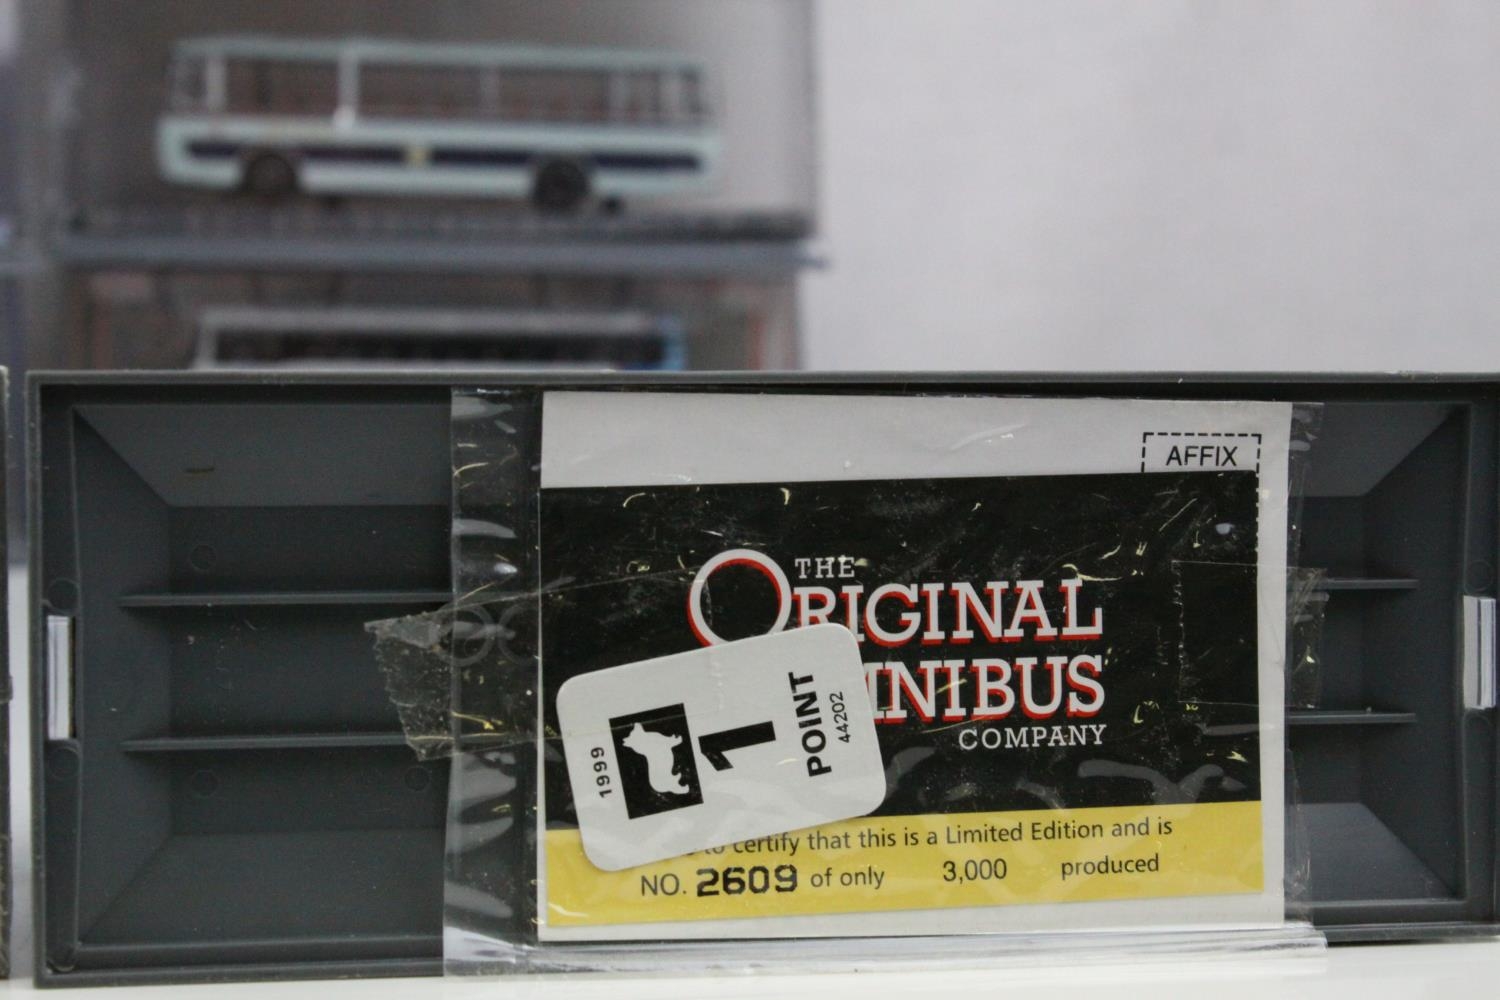 AFFIX
THE
ORIGINAL
OMNIBUS
COMPANY
1999
1
POINT
44202
to certify that this is a Limited Edition and is
NO. 2609 of only 3,000 produced